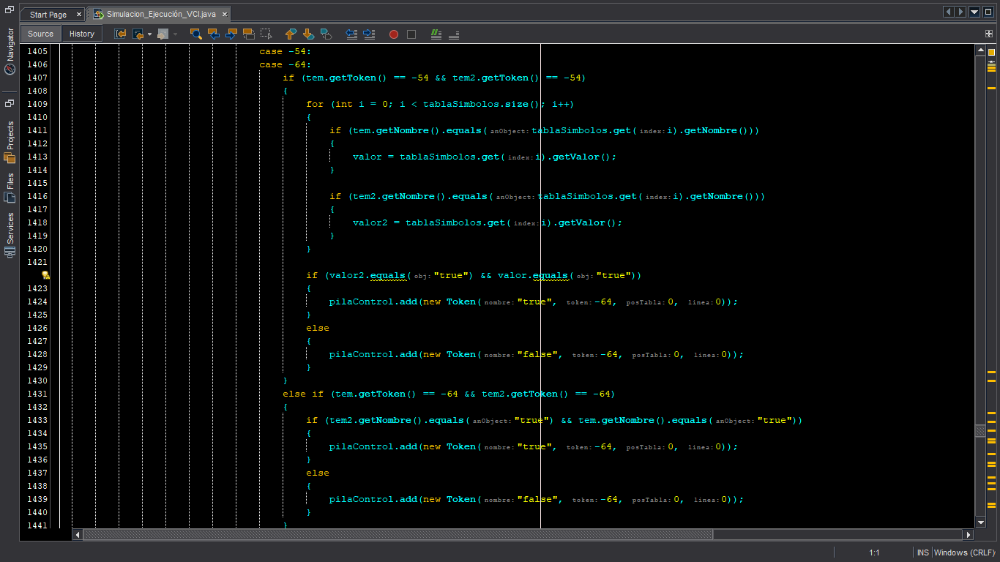 Start Page
Simulacion_Ejecución_VCI.java
Source
History
Navigator
Projects
Files
Services
1405 case -54:
1406 case -64:
1407 if (tem.getToken() == -54 && tem2.getToken() == -54)
1408 {
1409 for (int i = 0; i < tablaSimbolos.size(); i++)
1410 {
1411 if (tem.getNombre().equals(anObject: tablaSimbolos.get(index: i).getNombre()))
1412 {
1413 valor = tablaSimbolos.get(index: i).getValor();
1414 }
1415
1416 if (tem2.getNombre().equals(anObject: tablaSimbolos.get(index: i).getNombre()))
1417 {
1418 valor2 = tablaSimbolos.get(index: i).getValor();
1419 }
1420 }
1421
if (valor2.equals(obj: "true") && valor.equals(obj: "true"))
1423 {
1424 pilaControl.add(new Token(nombre: "true", token: -64, posTabla: 0, linea: 0));
1425 }
1426 else
1427 {
1428 pilaControl.add(new Token(nombre: "false", token: -64, posTabla: 0, linea: 0));
1429 }
1430 }
1431 else if (tem.getToken() == -64 && tem2.getToken() == -64)
1432 {
1433 if (tem2.getNombre().equals(anObject: "true") && tem.getNombre().equals(anObject: "true"))
1434 {
1435 pilaControl.add(new Token(nombre: "true", token: -64, posTabla: 0, linea: 0));
1436 }
1437 else
1438 {
1439 pilaControl.add(new Token(nombre: "false", token: -64, posTabla: 0, linea: 0));
1440 }
1441 }
1:1
INS
Windows (CRLF)